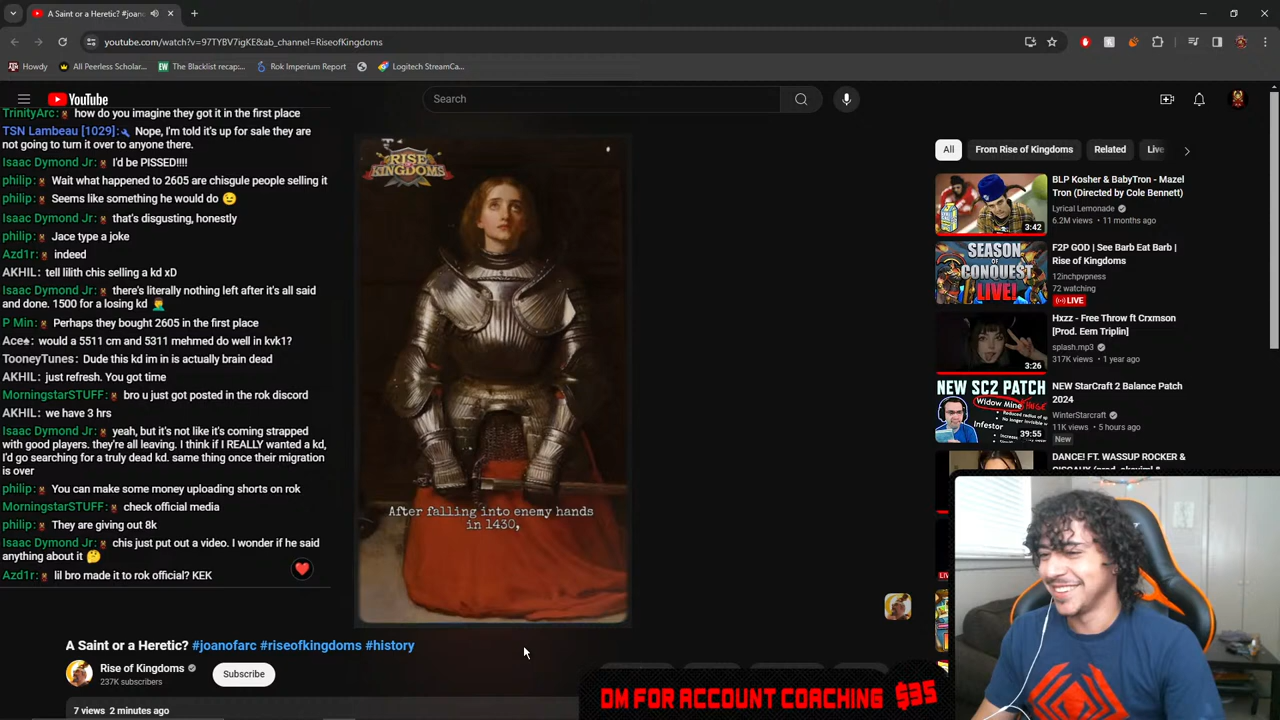 A Saint or a Heretic? #joano
youtube.com/watch?v=97TYBV7igKE&ab_channel=RiseofKingdoms
Howdy
All Peerless Scholar...
The Blacklist recap:...
Rok Imperium Report
Logitech StreamCa...
YouTube
Search
TrinityArc: how do you imagine they got it in the first place
TSN Lambeau [1029]: Nope, I'm told it's up for sale they are
not going to turn it over to anyone there.
Isaac Dymond Jr: I'd be PISSED!!!!
philip: Wait what happened to 2605 are chisgule people selling it
philip: Seems like something he would do 😉
Isaac Dymond Jr: that's disgusting, honestly
philip: Jace type a joke
Azd1r: indeed
AKHIL: tell lilith chis selling a kd xD
Isaac Dymond Jr: there's literally nothing left after it's all said
and done. 1500 for a losing kd 🤦‍♂️
P Min: Perhaps they bought 2605 in the first place
Ace♠: would a 5511 cm and 5311 mehmed do well in kvk1?
TooneyTunes: Dude this kd im in is actually brain dead
AKHIL: just refresh. You got time
MorningstarSTUFF: bro u just got posted in the rok discord
AKHIL: we have 3 hrs
Isaac Dymond Jr: yeah, but it's not like it's coming strapped
with good players. they're all leaving. I think if I REALLY wanted a kd,
I'd go searching for a truly dead kd. same thing once their migration
is over
philip: You can make some money uploading shorts on rok
MorningstarSTUFF: check official media
philip: They are giving out 8k
Isaac Dymond Jr: chis just put out a video. I wonder if he said
anything about it 🤔
Azd1r: lil bro made it to rok official? KEK
RISE OF
KINGDOMS
After falling into enemy hands
in 1430,
A Saint or a Heretic? #joanofarc #riseofkingdoms #history
Rise of Kingdoms
237K subscribers
Subscribe
7 views 2 minutes ago
All
From Rise of Kingdoms
Related
Live
BLP Kosher & BabyTron - Mazel
Tron (Directed by Cole Bennett)
Lyrical Lemonade
6.2M views • 11 months ago
3:42
SEASON
OF
CONQUEST
LIVE!
F2P GOD | See Barb Eat Barb |
Rise of Kingdoms
12inchpvpness
72 watching
LIVE
Hxzz - Free Throw ft Crxmson
[Prod. Eem Triplin]
splash.mp3
317K views • 1 year ago
3:26
NEW SC2 PATCH
Widow Mine
Infestor
39:55
NEW StarCraft 2 Balance Patch
2024
WinterStarcraft
11K views • 5 hours ago
New
DANCE! FT. WASSUP ROCKER &
DM FOR ACCOUNT COACHING $35